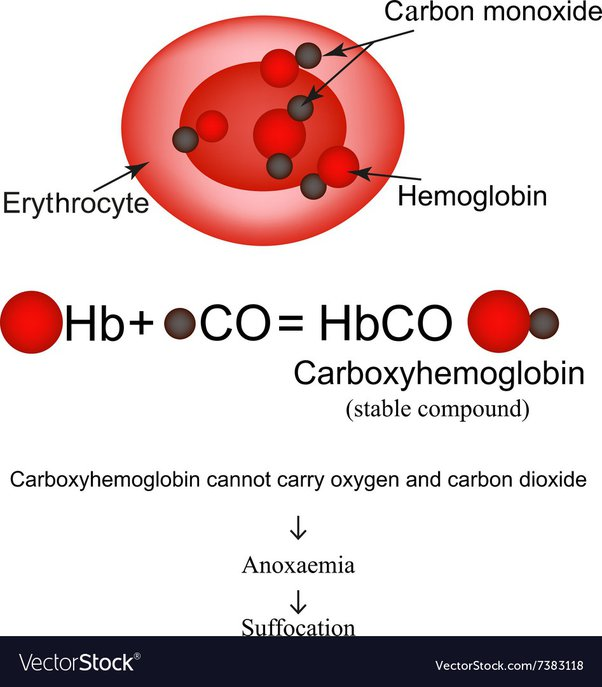 Carbon monoxide
Erythrocyte
Hemoglobin
Hb+ CO= HbCO
Carboxyhemoglobin
(stable compound)
Carboxyhemoglobin cannot carry oxygen and carbon dioxide
↓
Anoxaemia
↓
Suffocation
VectorStock®
VectorStock.com/7383118